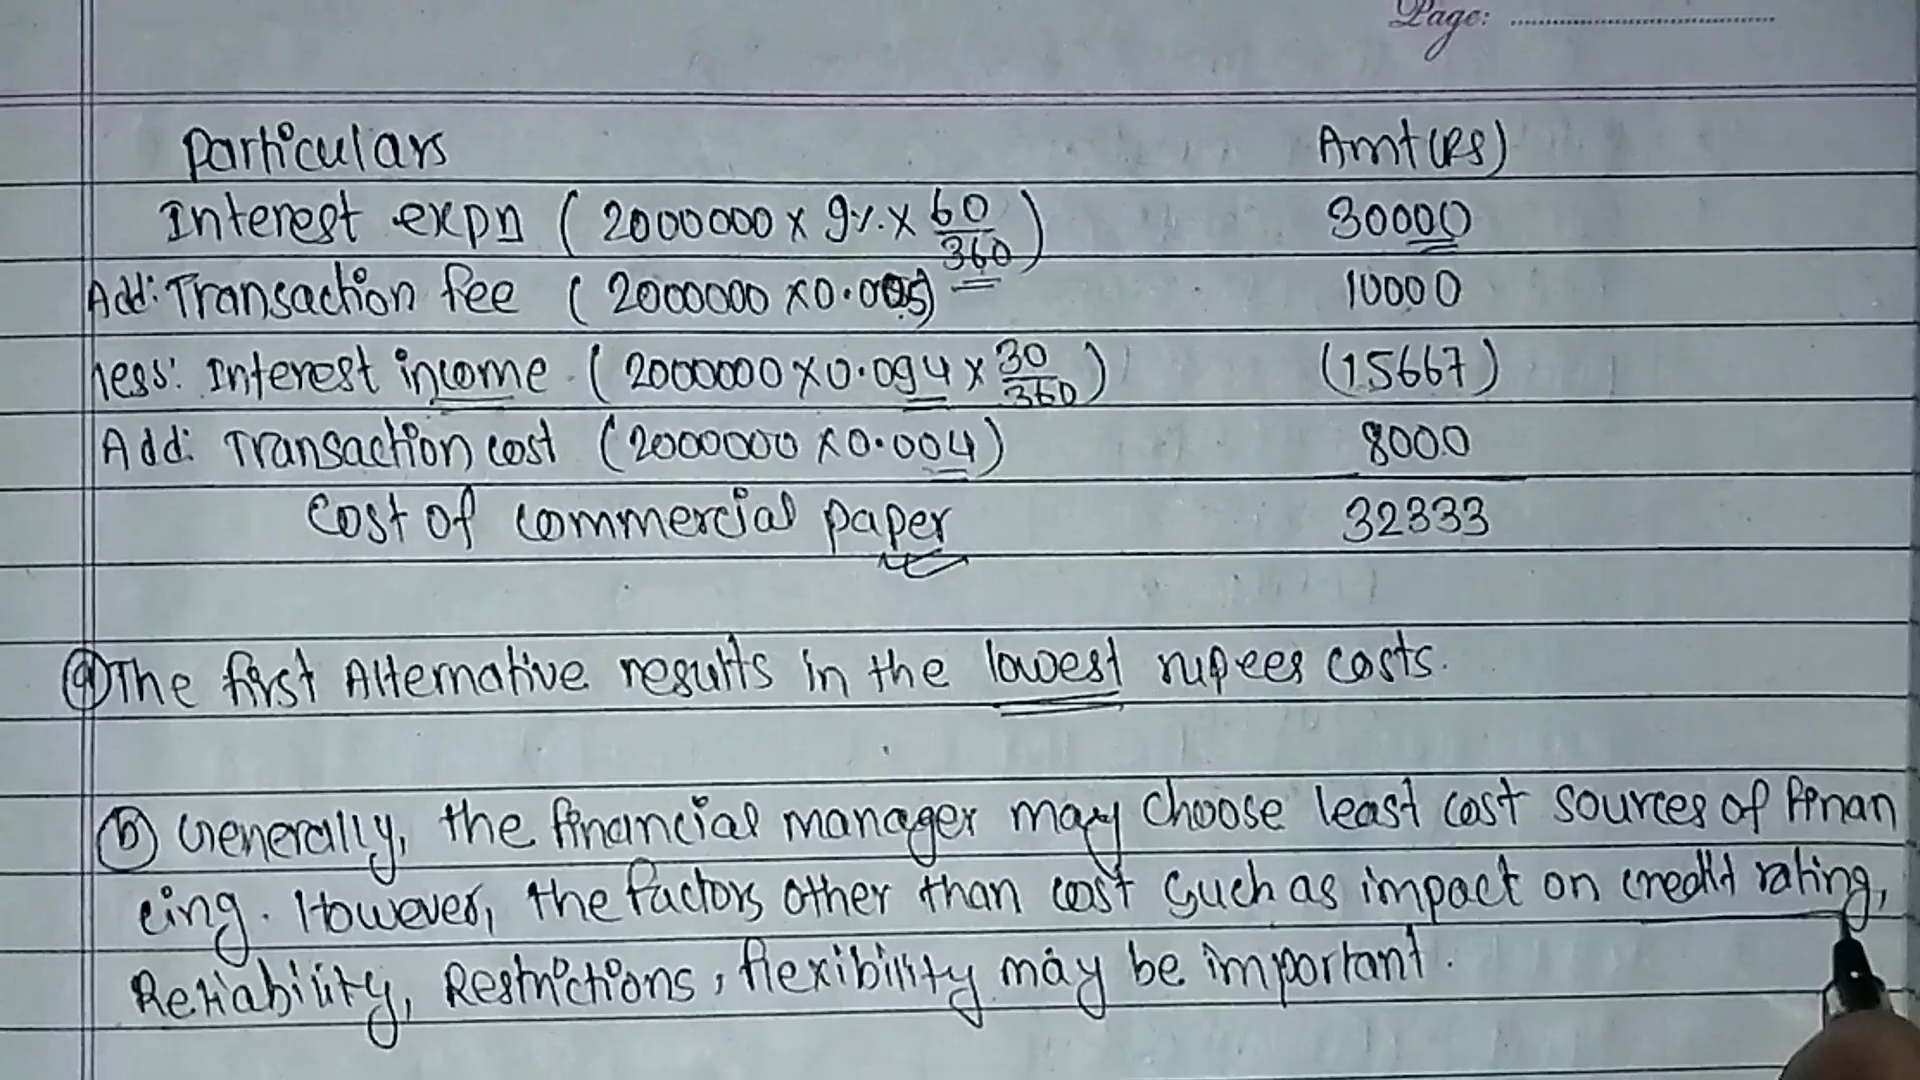 Page:
Particulars Amt(RS)
Interest expn ( 2000000 x 9% x 60/360 ) 30000
Add: Transaction fee ( 2000000 x 0.005) 10000
less: Interest income ( 2000000 x 0.094 x 30/360 ) (15667)
Add: Transaction cost (2000000 x 0.004) 8000
Cost of commercial paper 32333
(a) The first Alternative results in the lowest rupees costs.
(b) Generally, the financial manager may choose least cost sources of finan
cing. However, the factors other than cost such as impact on credit rating,
Reliability, Restrictions, flexibility may be important.